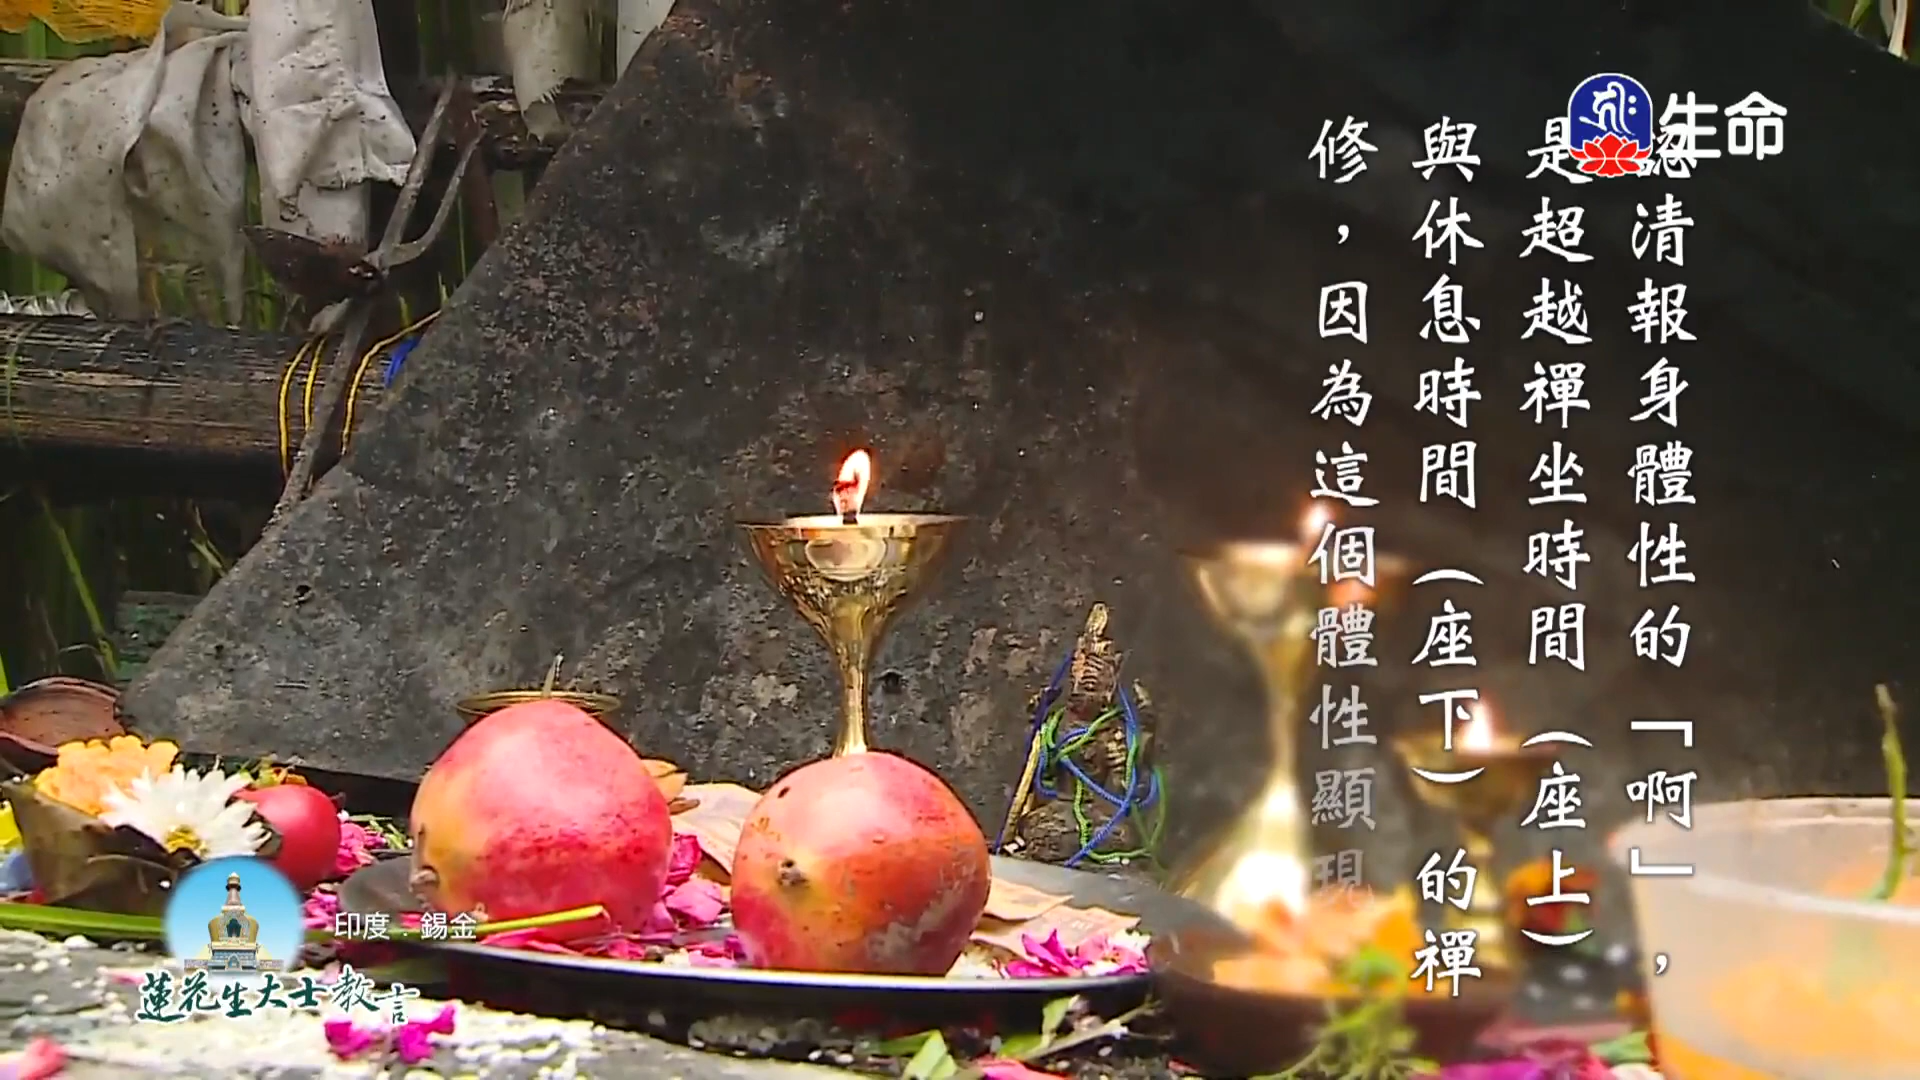 生命
認清報身體性的「啊」，
是超越禪坐時間（座上）
與休息時間（座下）的禪
修，因為這個體性顯現
印度．錫金
蓮花生大士教言